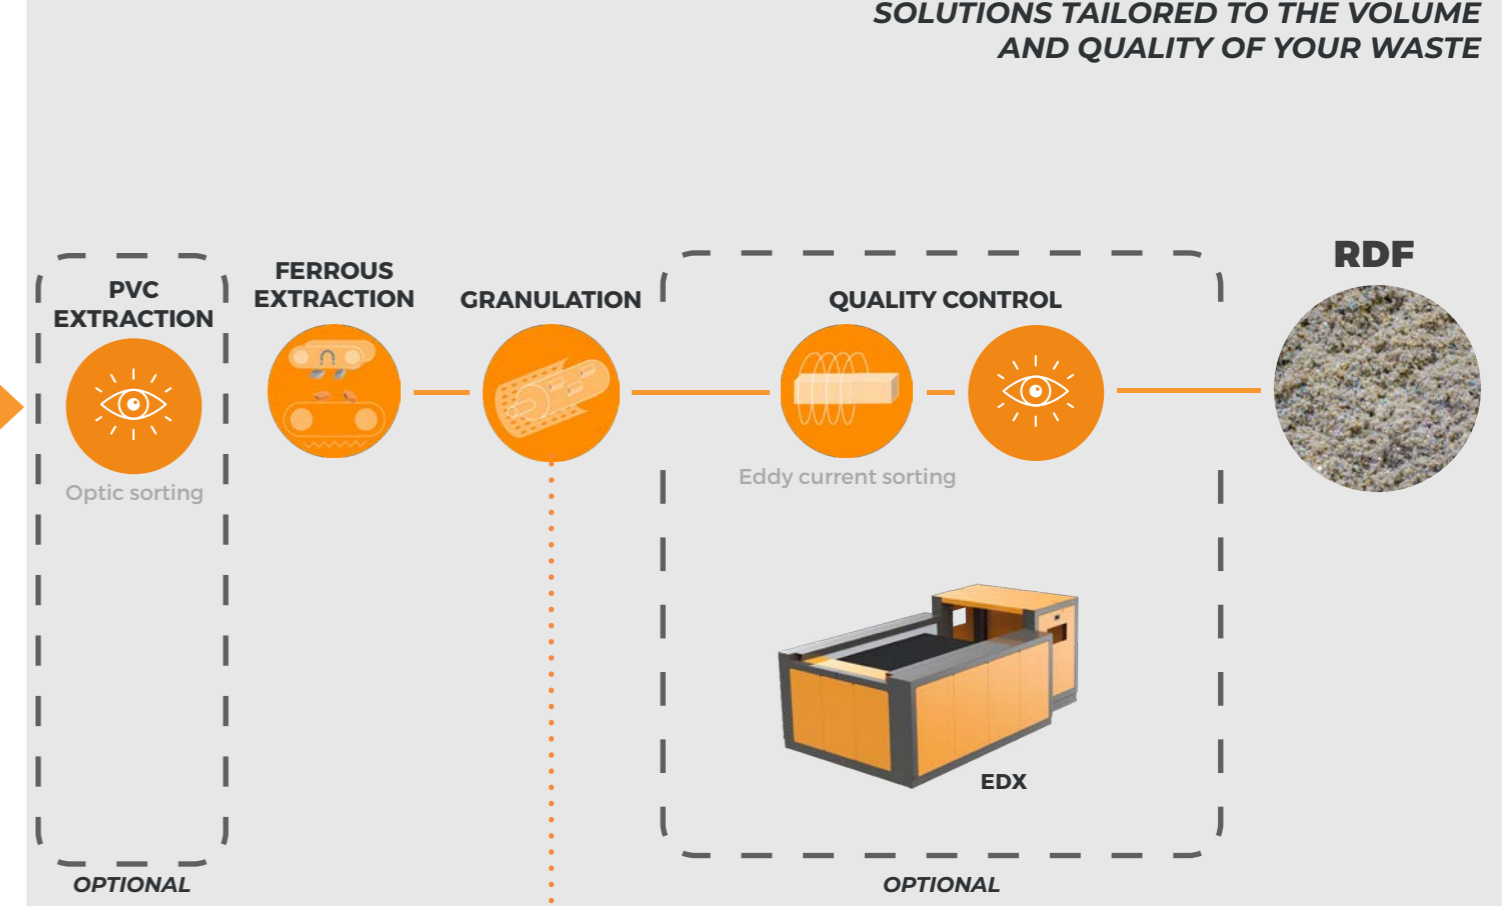 SOLUTIONS TAILORED TO THE VOLUME
AND QUALITY OF YOUR WASTE
PVC
EXTRACTION
Optic sorting
OPTIONAL
FERROUS
EXTRACTION
GRANULATION
QUALITY CONTROL
Eddy current sorting
EDX
OPTIONAL
RDF